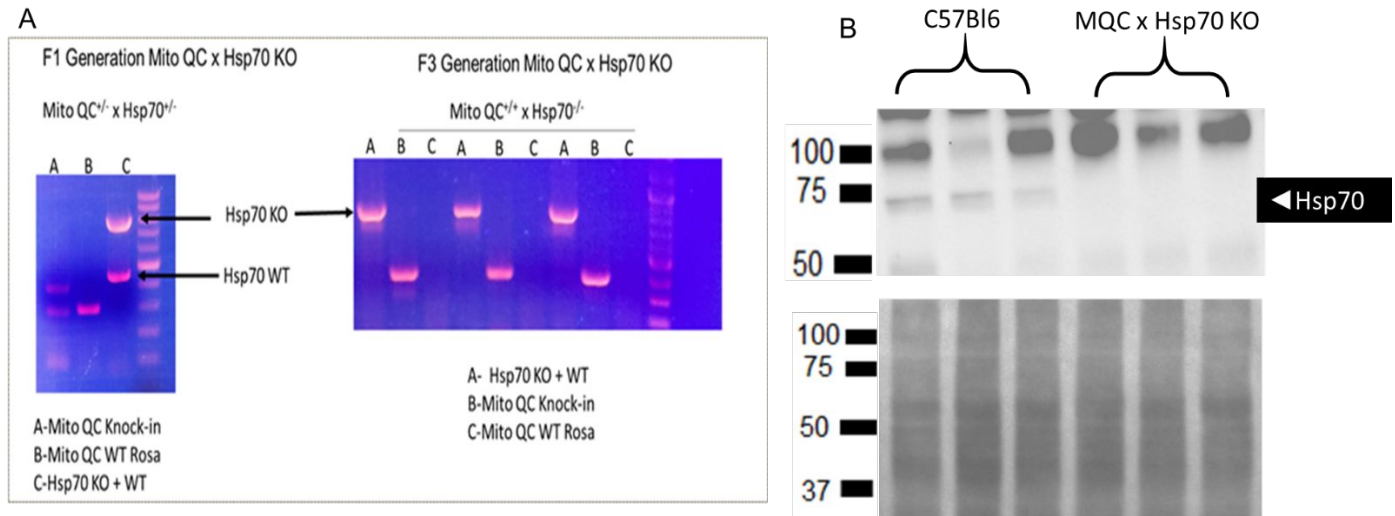 A
F1 Generation Mito QC x Hsp70 KO
Mito QC+/- x Hsp70+/-
A B C
Hsp70 KO
Hsp70 WT
A-Mito QC Knock-in
B-Mito QC WT Rosa
C-Hsp70 KO + WT
F3 Generation Mito QC x Hsp70 KO
Mito QC+/+ x Hsp70-/-
A B C A B C A B C
A- Hsp70 KO + WT
B-Mito QC Knock-in
C-Mito QC WT Rosa
B
C57Bl6 MQC x Hsp70 KO
100
75
50
Hsp70
100
75
50
37